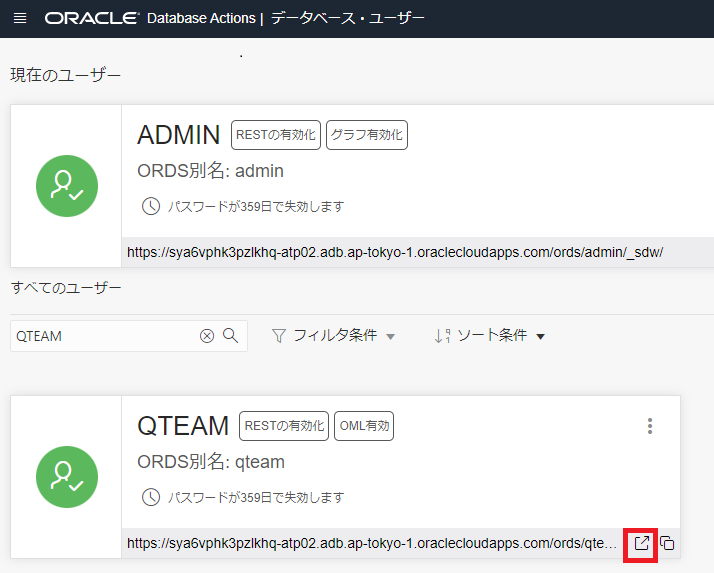 ORACLE Database Actions | データベース・ユーザー
現在のユーザー
ADMIN RESTの有効化 グラフ有効化
ORDS別名: admin
パスワードが359日で失効します
https://sya6vphk3pzlkhq-atp02.adb.ap-tokyo-1.oraclecloudapps.com/ords/admin/_sdw/
すべてのユーザー
QTEAM フィルタ条件 ソート条件
QTEAM RESTの有効化 OML有効
ORDS別名: qteam
パスワードが359日で失効します
https://sya6vphk3pzlkhq-atp02.adb.ap-tokyo-1.oraclecloudapps.com/ords/qte...